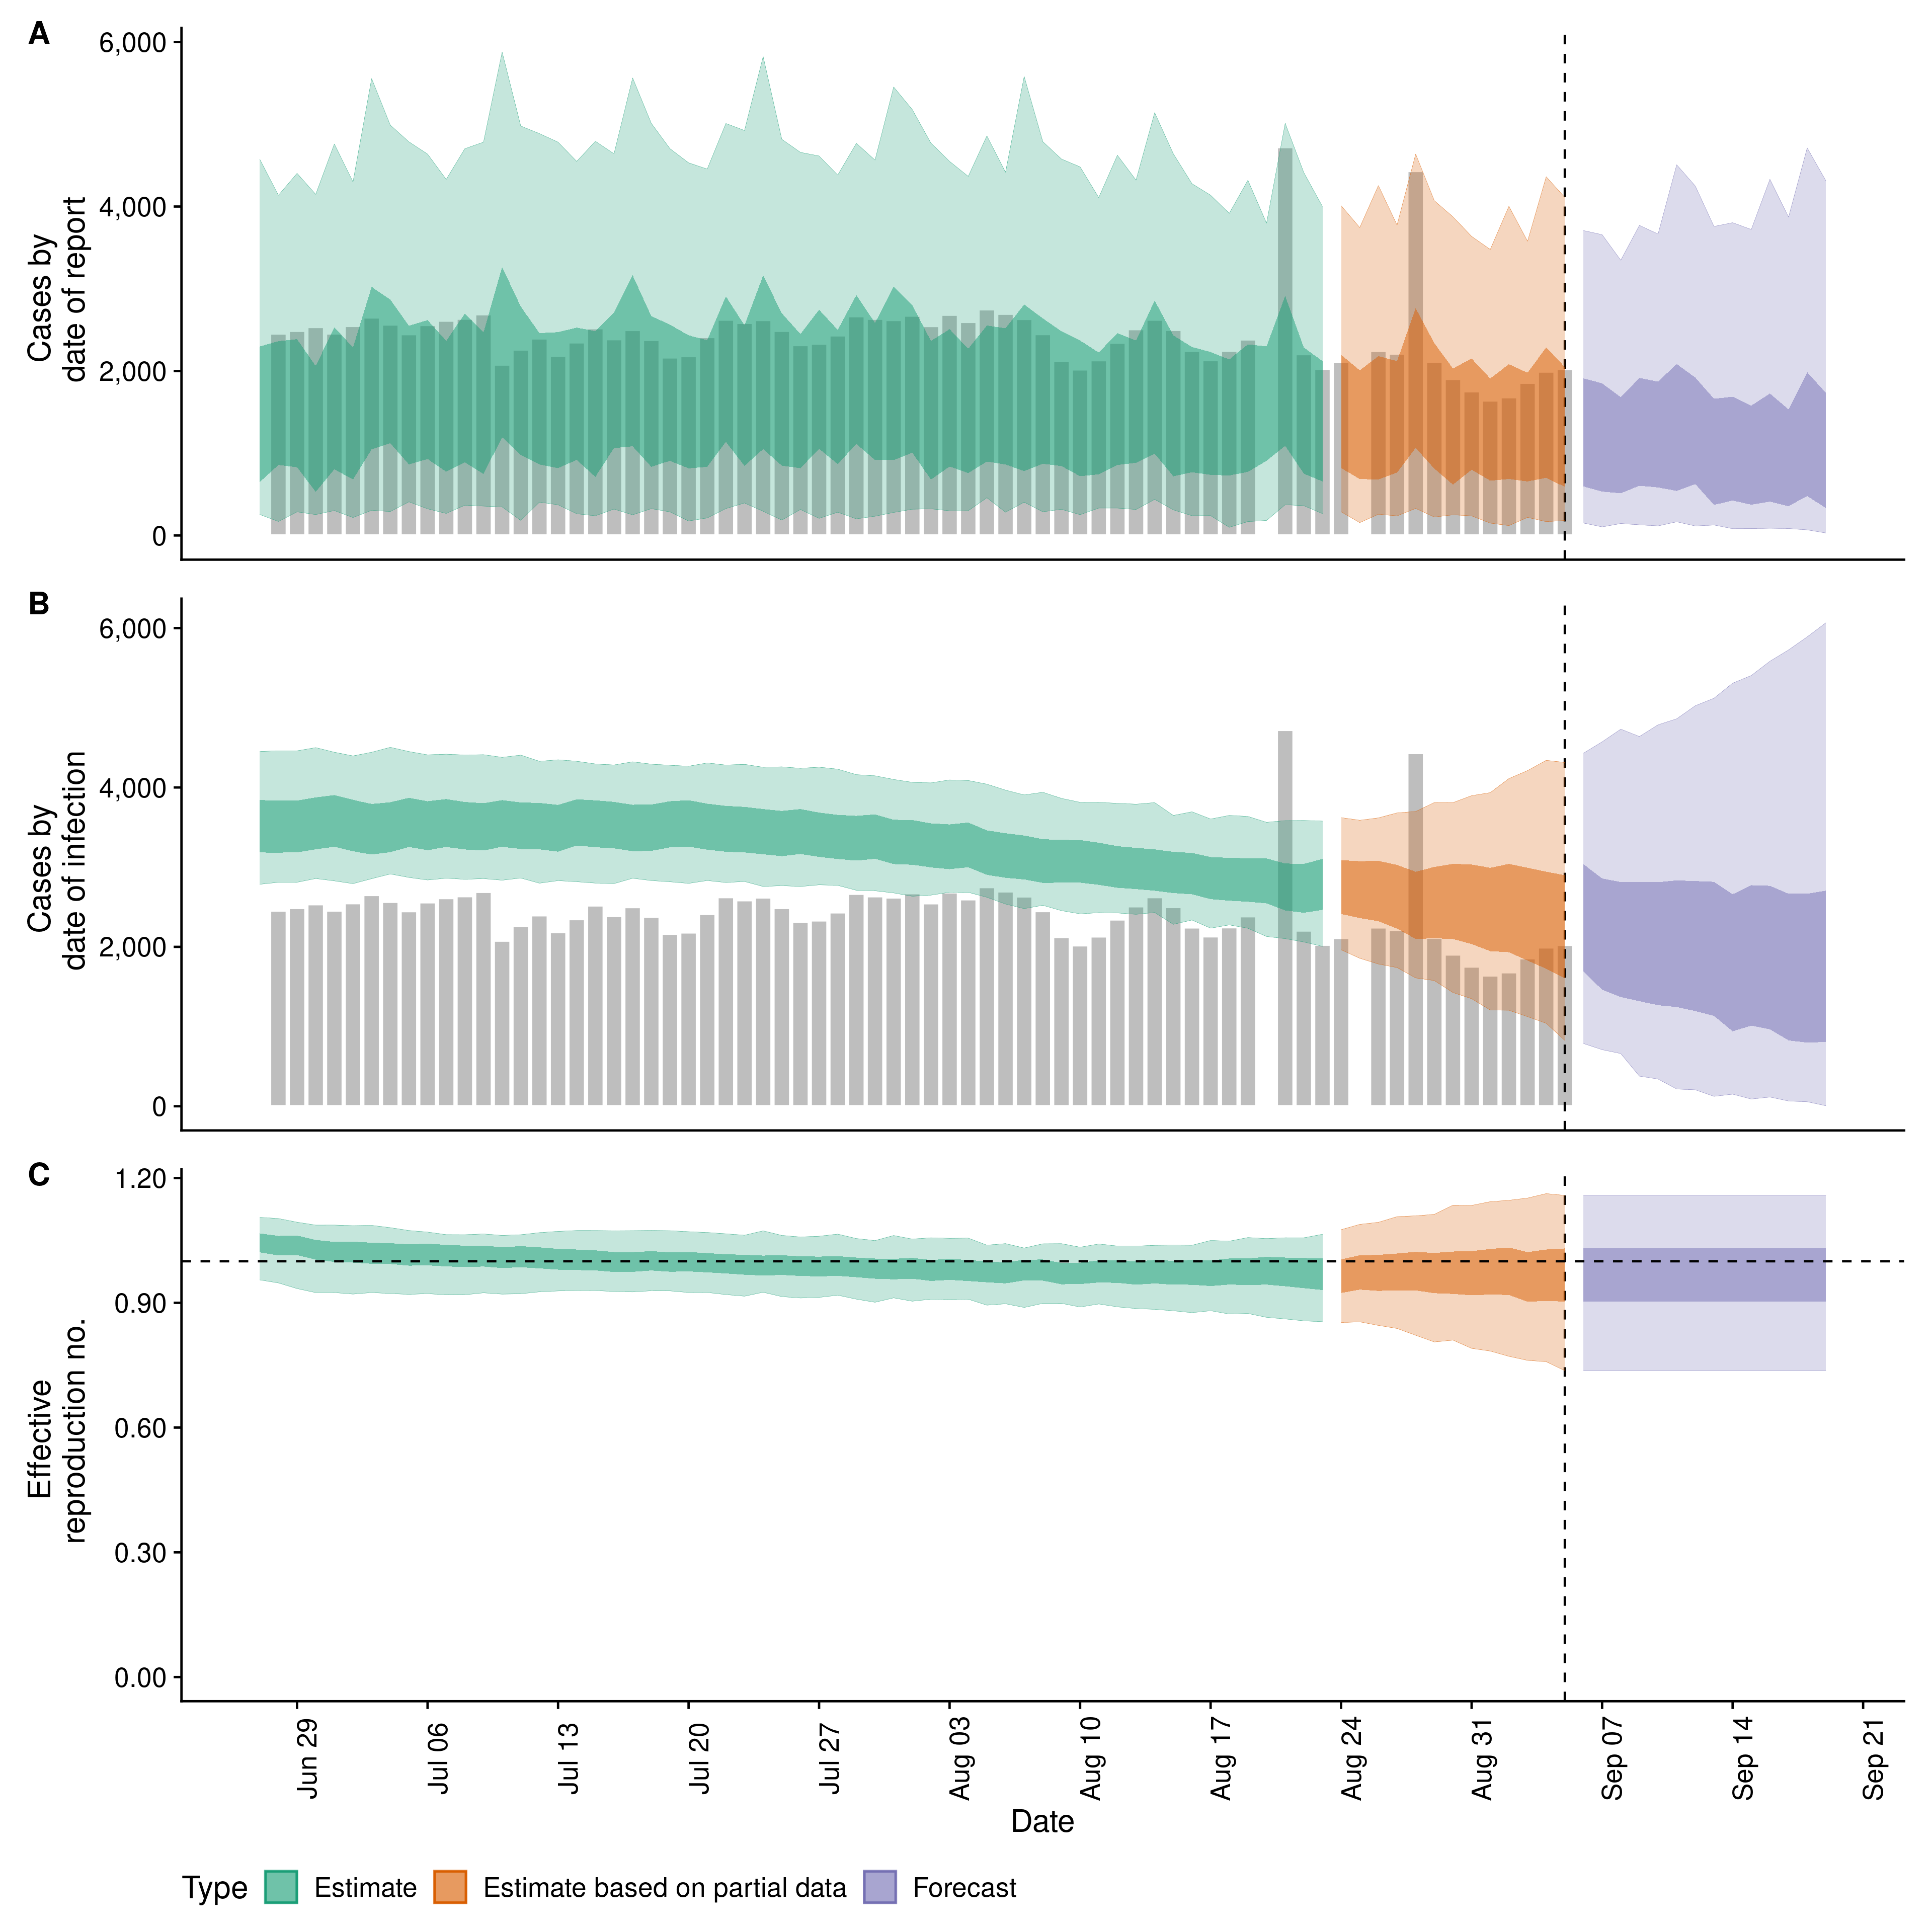 A
6,000
4,000
2,000
0
Cases by
date of report
B
6,000
4,000
2,000
0
Cases by
date of infection
C
1.20
0.90
0.60
0.30
0.00
Effective
reproduction no.
Jun 29
Jul 06
Jul 13
Jul 20
Jul 27
Aug 03
Aug 10
Aug 17
Aug 24
Aug 31
Sep 07
Sep 14
Sep 21
Date
Type Estimate Estimate based on partial data Forecast